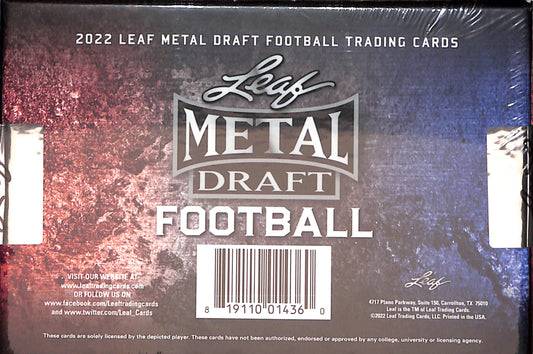 2022 LEAF METAL DRAFT FOOTBALL TRADING CARDS
Leaf
METAL
DRAFT
FOOTBALL
VISIT OUR WEBSITE AT
www.leaftradingcards.com
OR FOLLOW US ON
www.facebook.com/Leaftradingcards
and www.twitter.com/Leaf_Cards
8 19110 01436 0
Leaf
4717 Plano Parkway, Suite 150, Carrollton, TX 75010
Leaf is the TM of Leaf Trading Cards.
©2022 Leaf Trading Cards, LLC. Printed in the USA.
These cards are solely licensed by the depicted player. These cards have not been authorized, endorsed or approved by any college, university or licensing agency.